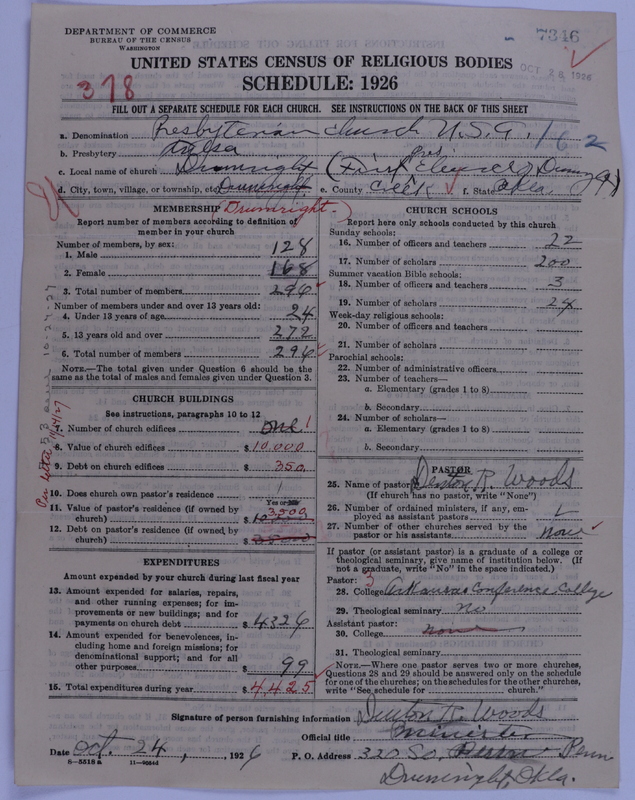 DEPARTMENT OF COMMERCE
BUREAU OF THE CENSUS
WASHINGTON
7346
OCT 26 1926
UNITED STATES CENSUS OF RELIGIOUS BODIES
SCHEDULE: 1926
378
FILL OUT A SEPARATE SCHEDULE FOR EACH CHURCH. SEE INSTRUCTIONS ON THE BACK OF THIS SHEET
a. Denomination Presbyterian Church U.S.A. 162
b. Presbytery Tulsa
c. Local name of church Drumright (First
d. City, town, village, or township, etc. Drumright e. County Creek f. State Okla.
MEMBERSHIP Drumright
Report number of members according to definition of member in your church
Number of members, by sex:
1. Male 128
2. Female 168
3. Total number of members 296
Number of members under and over 13 years old:
4. Under 13 years of age 24
5. 13 years old and over 272
6. Total number of members 296
NOTE.—The total given under Question 6 should be the same as the total of males and females given under Question 3.
CHURCH BUILDINGS
See instructions, paragraphs 10 to 12
7. Number of church edifices one 1
8. Value of church edifices $ 10,000
9. Debt on church edifices $ 350
10. Does church own pastor's residence 1
Yes or No
11. Value of pastor's residence (if owned by church) $ 3,500
12. Debt on pastor's residence (if owned by church) $
EXPENDITURES
Amount expended by your church during last fiscal year
13. Amount expended for salaries, repairs, and other running expenses; for improvements or new buildings; and for payments on church debt $ 4326
14. Amount expended for benevolences, including home and foreign missions; for denominational support; and for all other purposes $ 99
15. Total expenditures during year $ 4,425
CHURCH SCHOOLS
Report here only schools conducted by this church
Sunday schools:
16. Number of officers and teachers 22
17. Number of scholars 200
Summer vacation Bible schools:
18. Number of officers and teachers 3
19. Number of scholars 24
Week-day religious schools:
20. Number of officers and teachers
21. Number of scholars
Parochial schools:
22. Number of administrative officers
23. Number of teachers—
a. Elementary (grades 1 to 8)
b. Secondary
24. Number of scholars—
a. Elementary (grades 1 to 8)
b. Secondary
PASTOR
25. Name of pastor Denton R. Woods
(If church has no pastor, write "None")
26. Number of ordained ministers, if any, employed as assistant pastors
27. Number of other churches served by the pastor or his assistants None
If pastor (or assistant pastor) is a graduate of a college or theological seminary, give name of institution below. (If not a graduate, write "No" in the space indicated.)
Pastor: 3
28. College Arkansas Conference College
29. Theological seminary No
Assistant pastor:
30. College none
31. Theological seminary
NOTE.—Where one pastor serves two or more churches, Questions 28 and 29 should be answered only on the schedule for one of the churches; on the schedules for the other churches, write "See schedule for church."
Signature of person furnishing information Denton R. Woods
Official title Minister
Date Oct. 24, 1926 P. O. Address 320 So. Penn
Drumright, Okla.
8—5518 a 11—9034